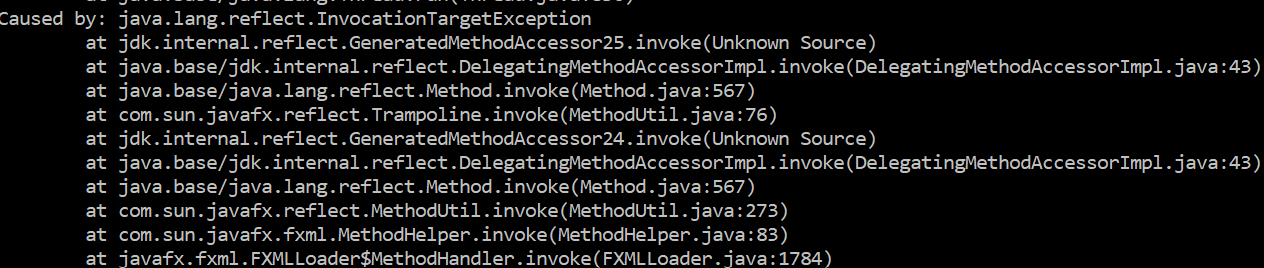 Caused by: java.lang.reflect.InvocationTargetException
at jdk.internal.reflect.GeneratedMethodAccessor25.invoke(Unknown Source)
at java.base/jdk.internal.reflect.DelegatingMethodAccessorImpl.invoke(DelegatingMethodAccessorImpl.java:43)
at java.base/java.lang.reflect.Method.invoke(Method.java:567)
at com.sun.javafx.reflect.Trampoline.invoke(MethodUtil.java:76)
at jdk.internal.reflect.GeneratedMethodAccessor24.invoke(Unknown Source)
at java.base/jdk.internal.reflect.DelegatingMethodAccessorImpl.invoke(DelegatingMethodAccessorImpl.java:43)
at java.base/java.lang.reflect.Method.invoke(Method.java:567)
at com.sun.javafx.reflect.MethodUtil.invoke(MethodUtil.java:273)
at com.sun.javafx.fxml.MethodHelper.invoke(MethodHelper.java:83)
at javafx.fxml.FXMLLoader$MethodHandler.invoke(FXMLLoader.java:1784)